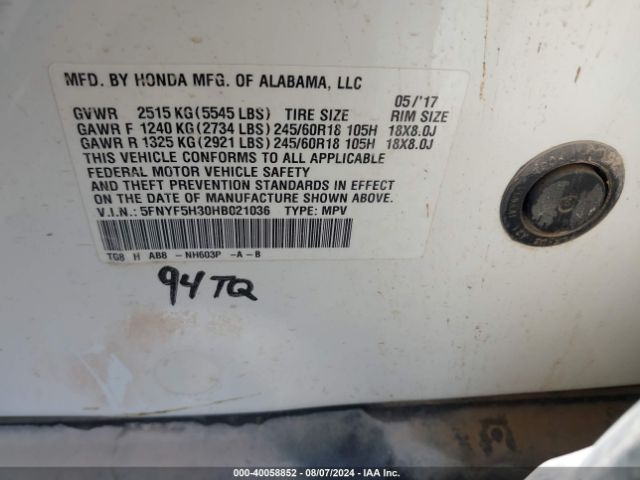 MFD. BY HONDA MFG. OF ALABAMA, LLC
05/'17
GVWR 2515 KG (5545 LBS) TIRE SIZE RIM SIZE
GAWR F 1240 KG (2734 LBS) 245/60R18 105H 18X8.0J
GAWR R 1325 KG (2921 LBS) 245/60R18 105H 18X8.0J
THIS VEHICLE CONFORMS TO ALL APPLICABLE
FEDERAL MOTOR VEHICLE SAFETY
AND THEFT PREVENTION STANDARDS IN EFFECT
ON THE DATE OF MANUFACTURE SHOWN ABOVE.
V.I.N.: 5FNYF5H30HB021036 TYPE: MPV
TG8 H AB8 -NH603P -A-B
94TQ
000-40058852 - 08/07/2024 - IAA Inc.